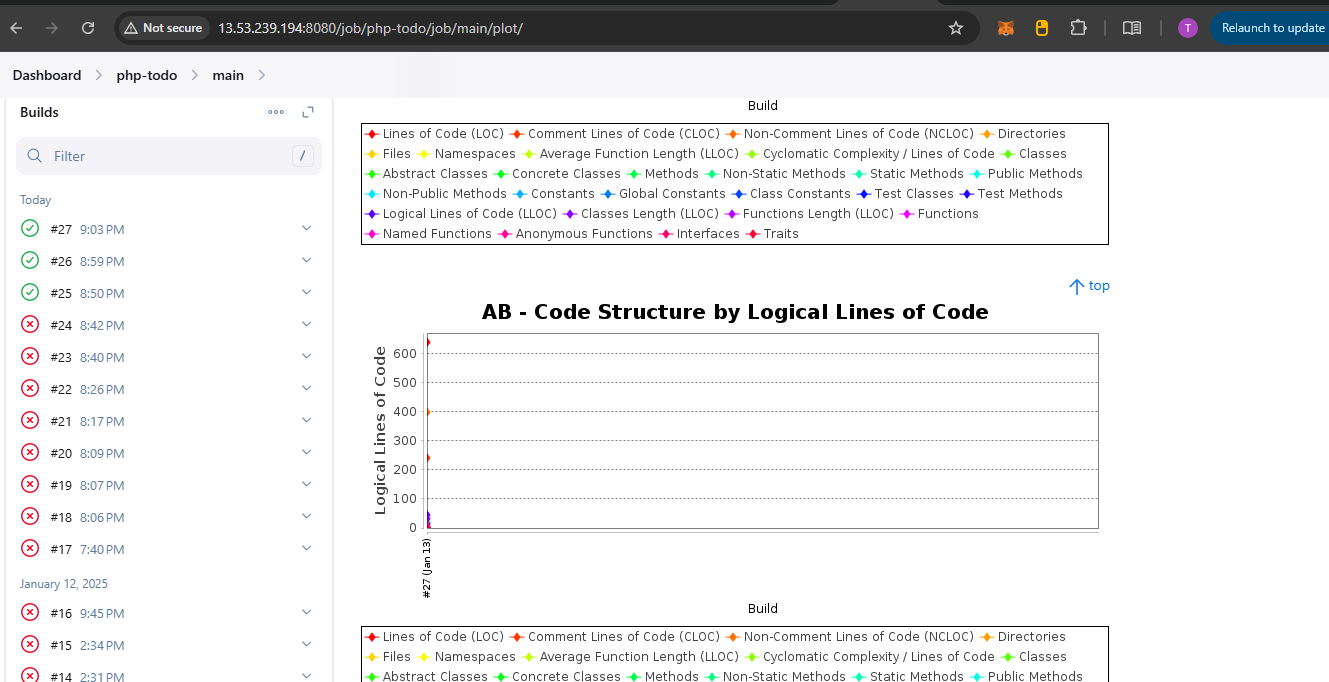 Not secure 13.53.239.194:8080/job/php-todo/job/main/plot/ T Relaunch to update
Dashboard php-todo main
Builds
Filter /
Today
#27 9:03 PM
#26 8:59 PM
#25 8:50 PM
#24 8:42 PM
#23 8:40 PM
#22 8:26 PM
#21 8:17 PM
#20 8:09 PM
#19 8:07 PM
#18 8:06 PM
#17 7:40 PM
January 12, 2025
#16 9:45 PM
#15 2:34 PM
#14 2:31 PM
Build
Lines of Code (LOC) Comment Lines of Code (CLOC) Non-Comment Lines of Code (NCLOC) Directories
Files Namespaces Average Function Length (LLOC) Cyclomatic Complexity / Lines of Code Classes
Abstract Classes Concrete Classes Methods Non-Static Methods Static Methods Public Methods
Non-Public Methods Constants Global Constants Class Constants Test Classes Test Methods
Logical Lines of Code (LLOC) Classes Length (LLOC) Functions Length (LLOC) Functions
Named Functions Anonymous Functions Interfaces Traits
top
AB - Code Structure by Logical Lines of Code
Logical Lines of Code
600
500
400
300
200
100
0
#27 (Jan 13)
Build
Lines of Code (LOC) Comment Lines of Code (CLOC) Non-Comment Lines of Code (NCLOC) Directories
Files Namespaces Average Function Length (LLOC) Cyclomatic Complexity / Lines of Code Classes
Abstract Classes Concrete Classes Methods Non-Static Methods Static Methods Public Methods